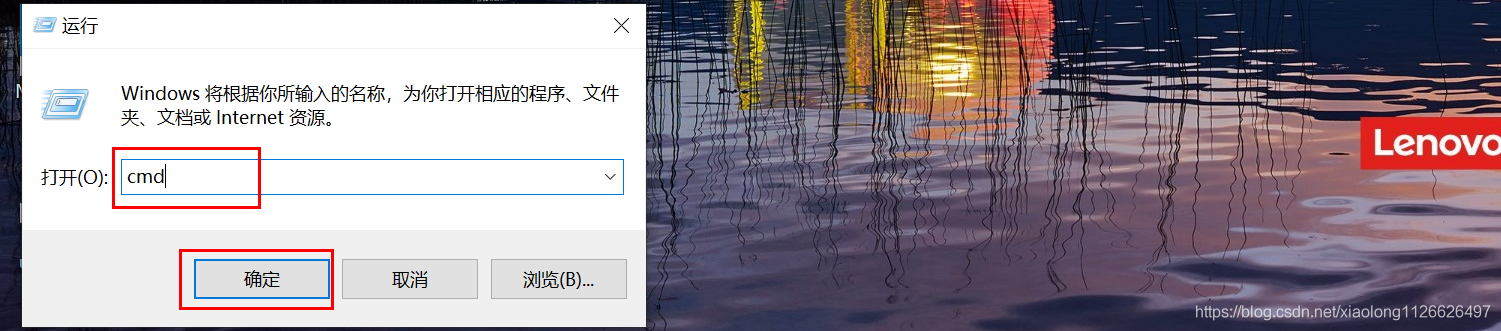 运行
Windows 将根据你所输入的名称，为你打开相应的程序、文件
夹、文档或 Internet 资源。
打开(O):
cmd
确定
取消
浏览(B)...
Lenovo
https://blog.csdn.net/xiaolong1126626497